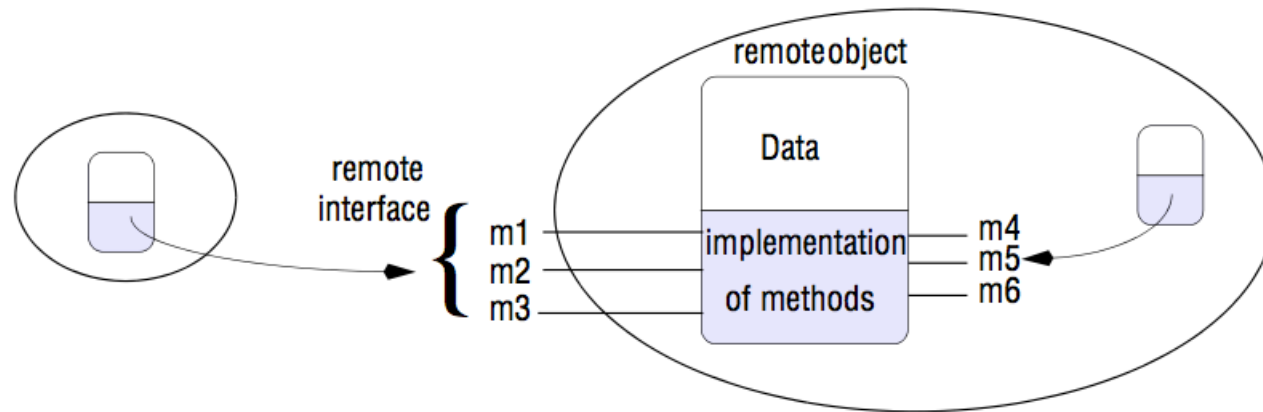 remoteobject
Data
remote
interface
{
m1
m2
m3
implementation
of methods
m4
m5
m6